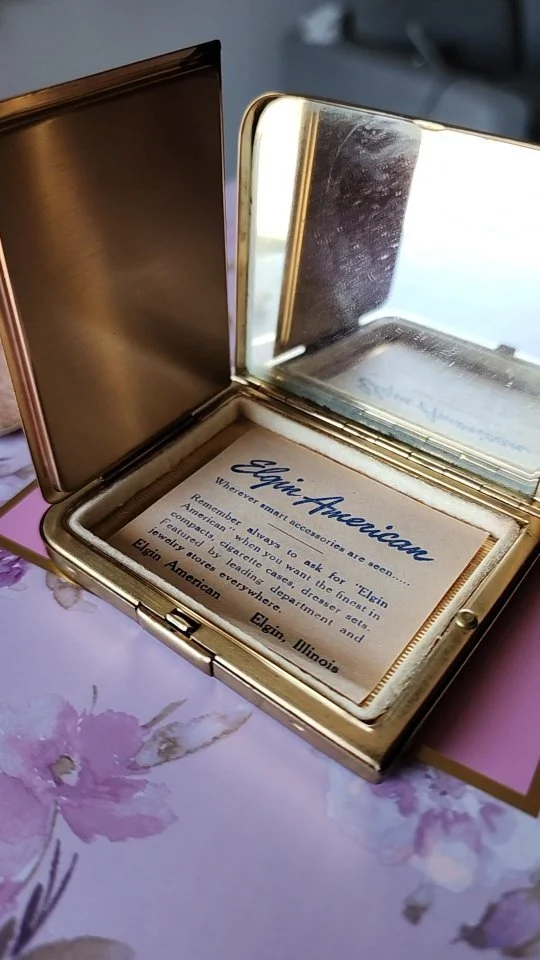 Elgin American
Wherever smart accessories are seen.....
Remember always to ask for "Elgin
American" when you want the finest in
compacts, cigarette cases, dresser sets.
Featured by leading department and
jewelry stores everywhere.
Elgin American
Elgin, Illinois